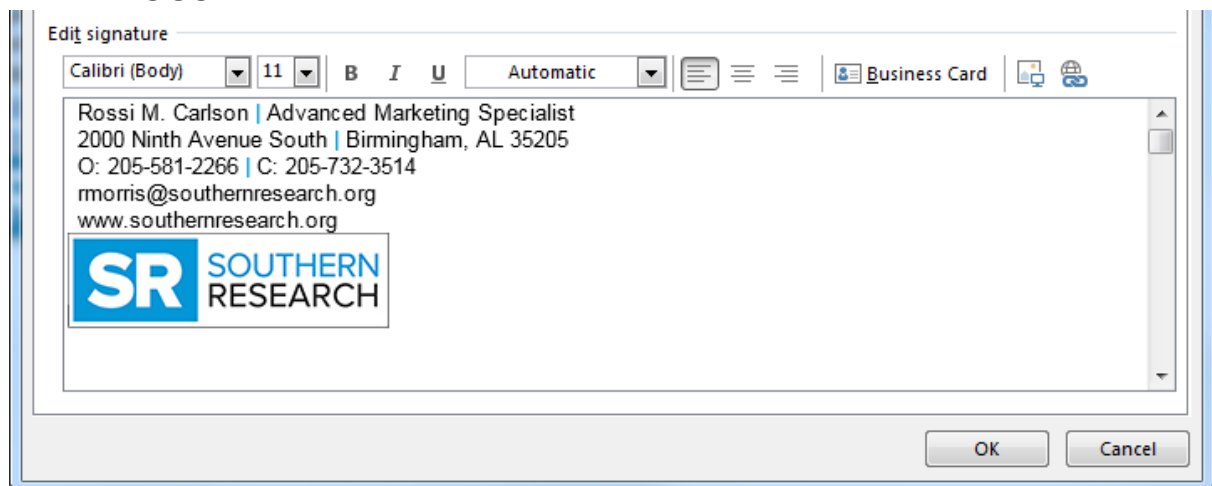 Edit signature
Calibri (Body) 11 B I U Automatic Business Card
Rossi M. Carlson | Advanced Marketing Specialist
2000 Ninth Avenue South | Birmingham, AL 35205
O: 205-581-2266 | C: 205-732-3514
rmorris@southernresearch.org
www.southernresearch.org
SR SOUTHERN
RESEARCH
OK Cancel